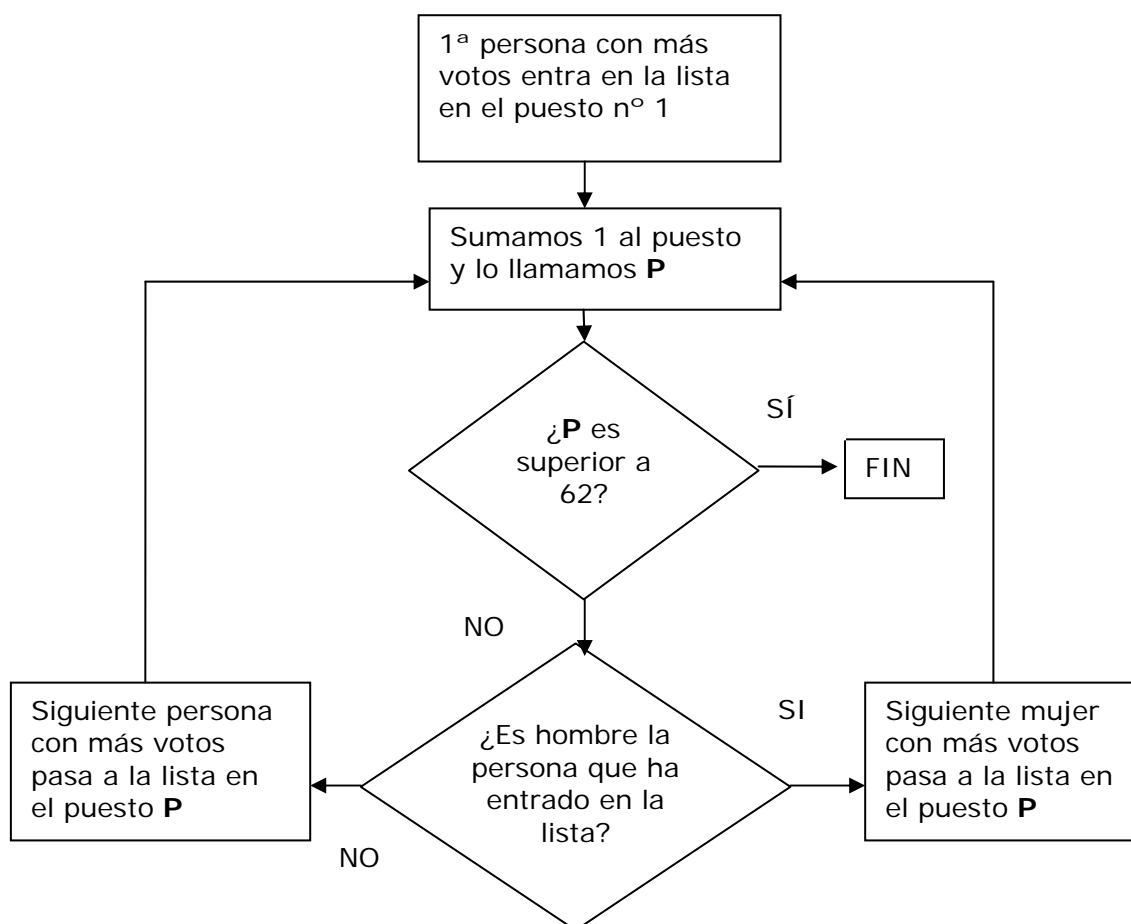 1ª persona con más
votos entra en la lista
en el puesto nº 1
Sumamos 1 al puesto
y lo llamamos P
¿P es
superior a
62?
SÍ
FIN
NO
¿Es hombre la
persona que ha
entrado en la
lista?
SI
Siguiente mujer
con más votos
pasa a la lista en
el puesto P
NO
Siguiente persona
con más votos
pasa a la lista en
el puesto P